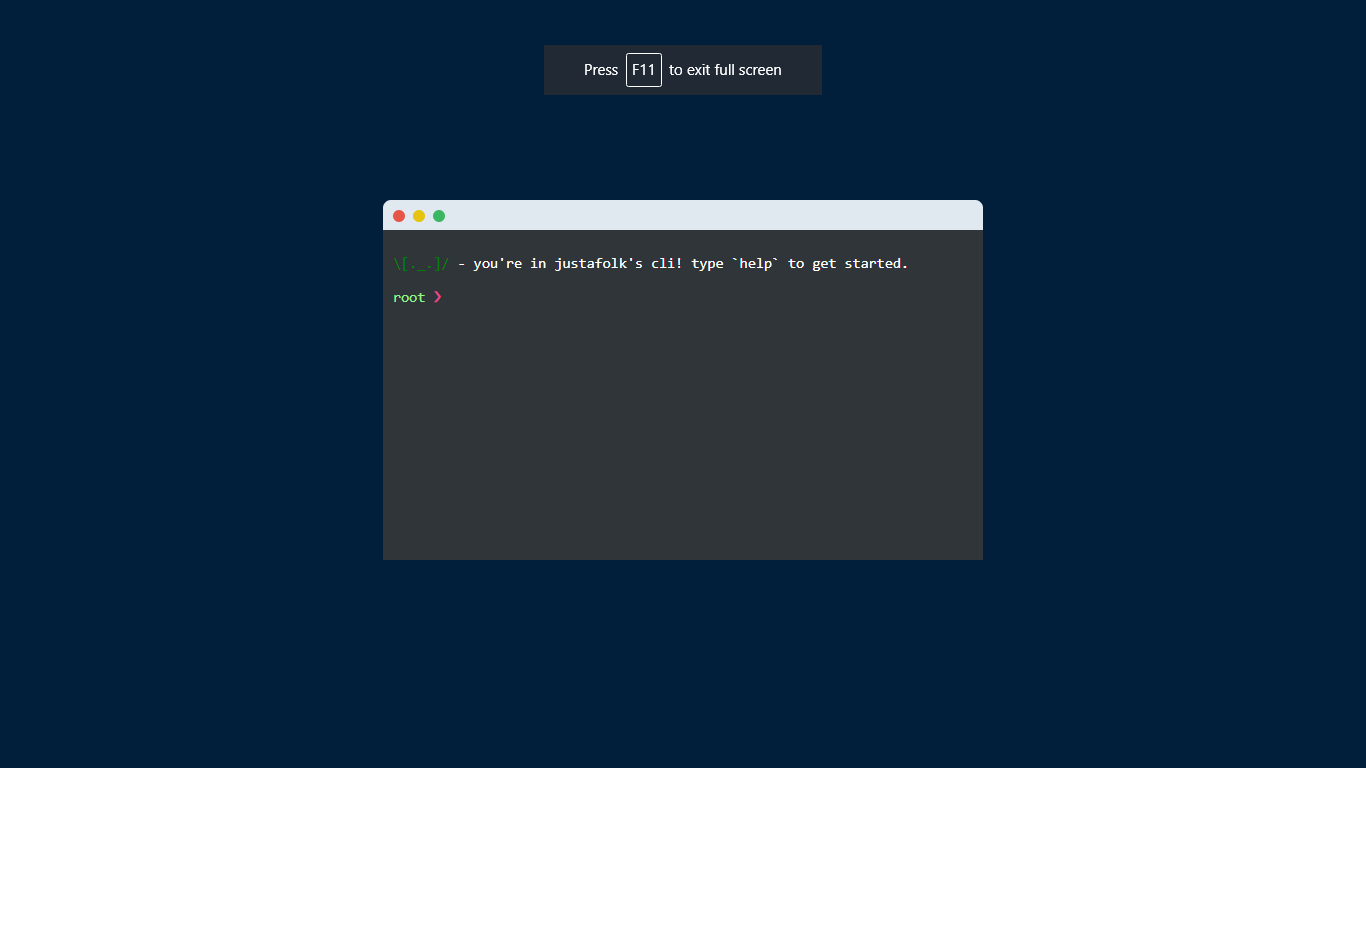 Press F11 to exit full screen
\[._.]/ - you're in justafolk's cli! type `help` to get started.
root ❯